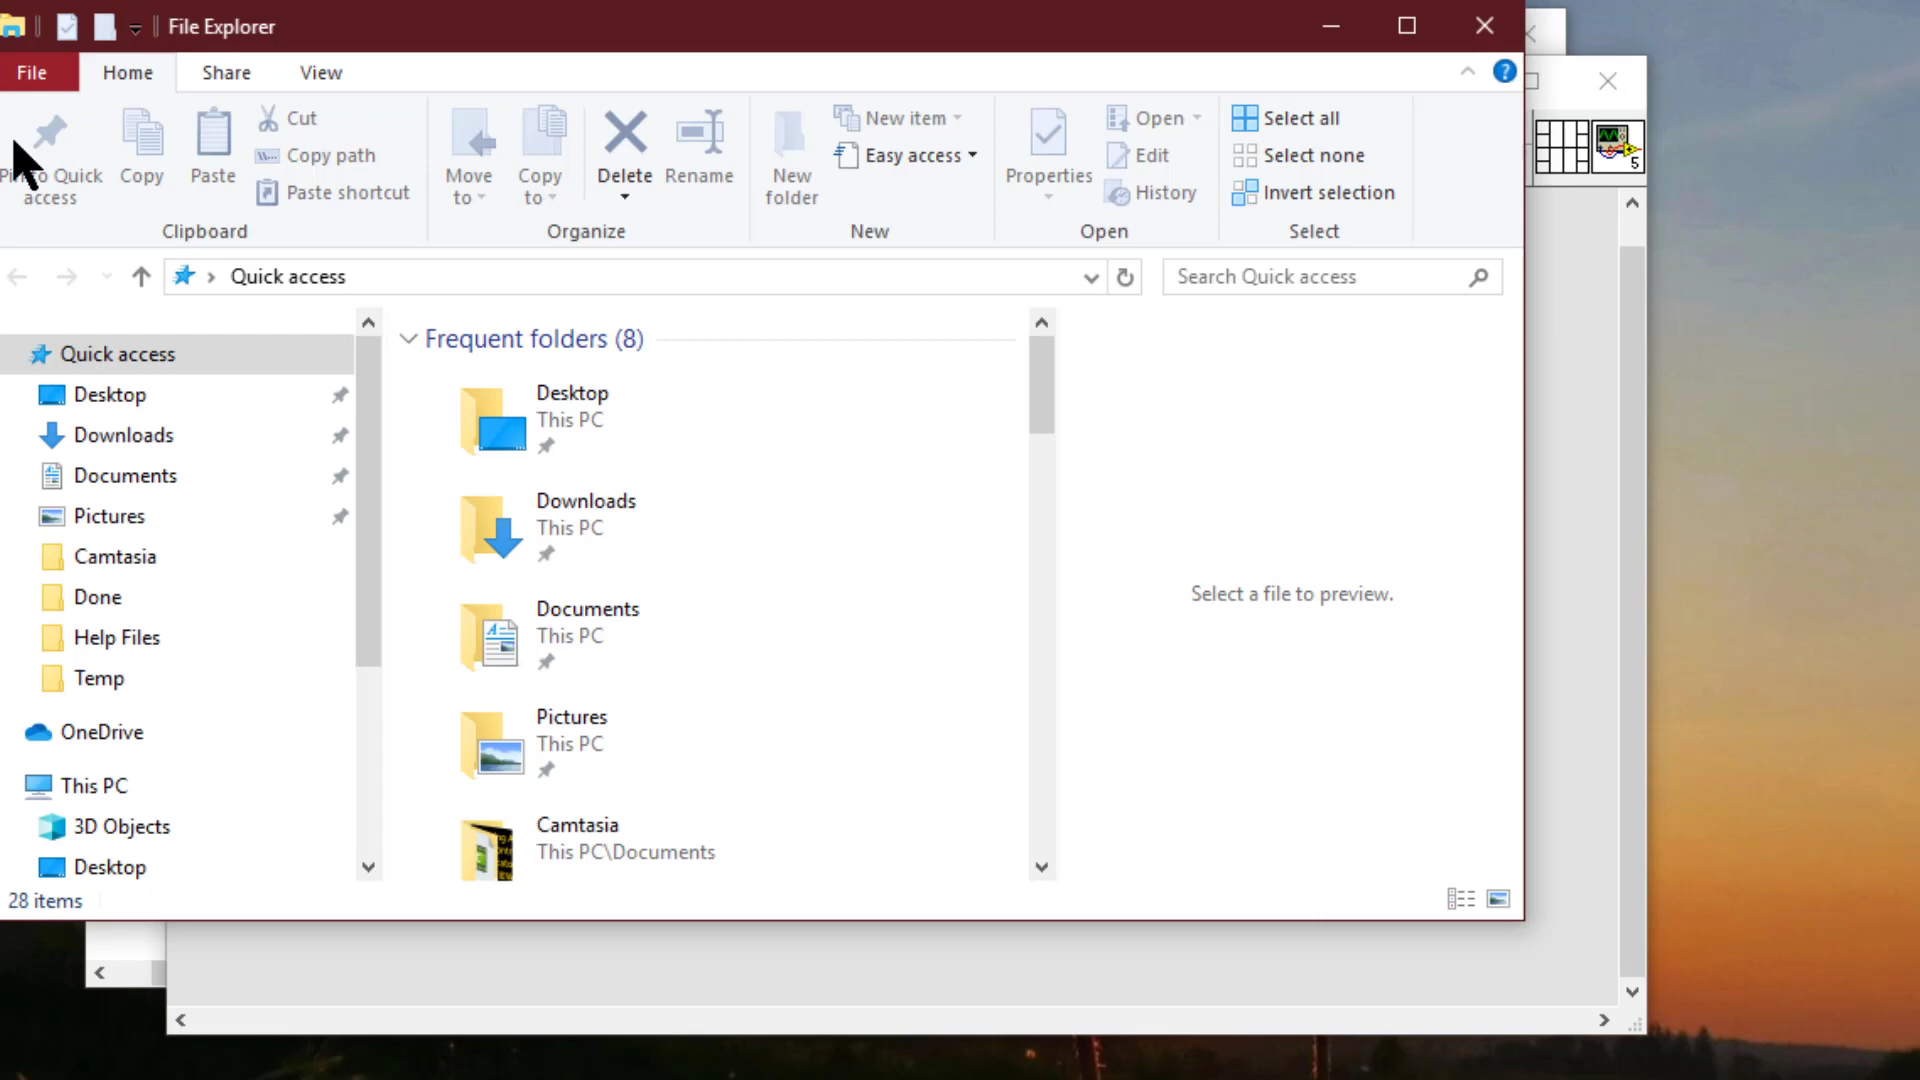 File Explorer
File Home Share View
Pin to Quick access
Copy
Paste
Cut
Copy path
Paste shortcut
Clipboard
Move to
Copy to
Delete
Rename
Organize
New folder
New item
Easy access
New
Properties
Open
Edit
History
Open
Select all
Select none
Invert selection
Select
Quick access
Search Quick access
Quick access
Desktop
Downloads
Documents
Pictures
Camtasia
Done
Help Files
Temp
OneDrive
This PC
3D Objects
Desktop
Frequent folders (8)
Desktop
This PC
Downloads
This PC
Documents
This PC
Pictures
This PC
Camtasia
This PC\Documents
Select a file to preview.
28 items
5